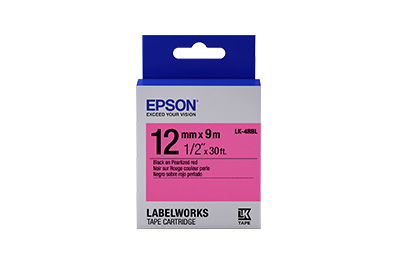 EPSON
EXCEED YOUR VISION
LK-4RBL
12 mm x 9 m
1/2" x 30 ft.
Black on Pearlized red
Noir sur Rouge couleur perle
Negro sobre rojo perlado
LABELWORKS
TAPE CARTRIDGE
LK
TAPE